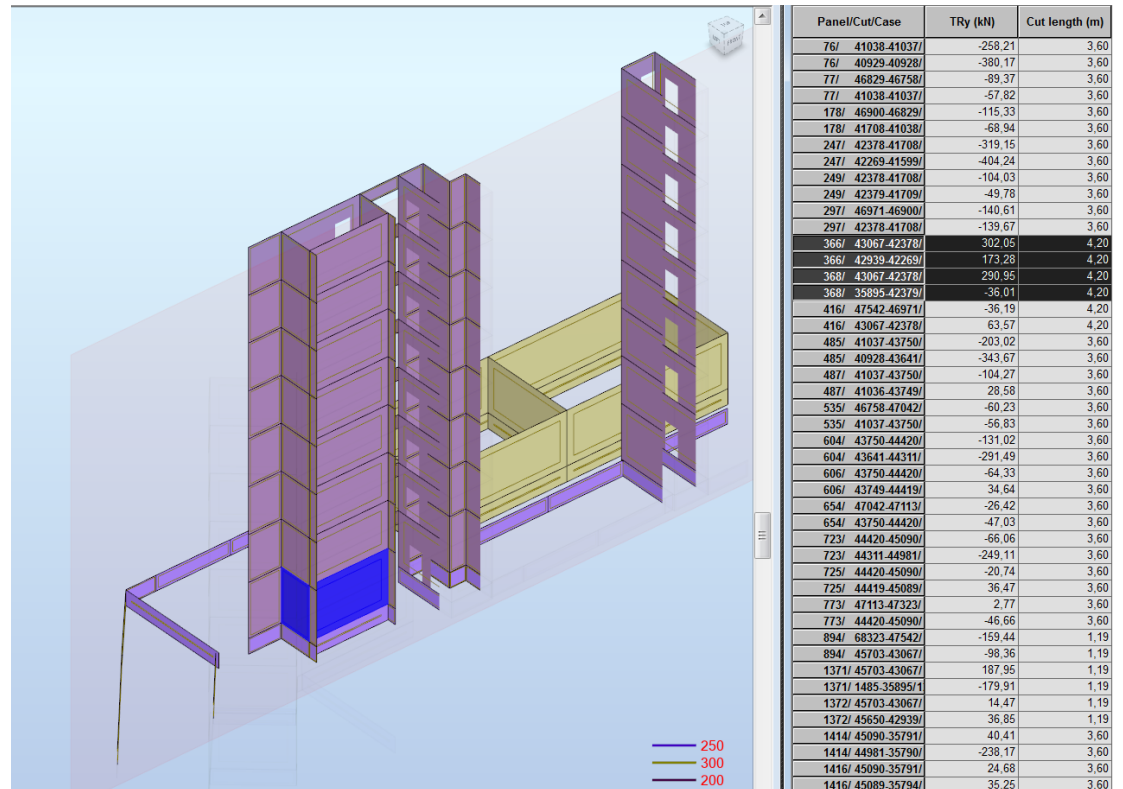 Panel/Cut/Case TRy (kN) Cut length (m)
76/ 41038-41037/ -258,21 3,60
76/ 40929-40928/ -380,17 3,60
77/ 46829-46758/ -89,37 3,60
77/ 41038-41037/ -57,82 3,60
178/ 46900-46829/ -115,33 3,60
178/ 41708-41038/ -68,94 3,60
247/ 42378-41708/ -319,15 3,60
247/ 42269-41599/ -404,24 3,60
249/ 42378-41708/ -104,03 3,60
249/ 42379-41709/ -49,78 3,60
297/ 46971-46900/ -140,61 3,60
297/ 42378-41708/ -139,67 3,60
366/ 43067-42378/ 302,05 4,20
366/ 42939-42269/ 173,28 4,20
368/ 43067-42378/ 290,95 4,20
368/ 35895-42379/ -36,01 4,20
416/ 47542-46971/ -36,19 4,20
416/ 43067-42378/ 63,57 4,20
485/ 41037-43750/ -203,02 3,60
485/ 40928-43641/ -343,67 3,60
487/ 41037-43750/ -104,27 3,60
487/ 41036-43749/ 28,58 3,60
535/ 46758-47042/ -60,23 3,60
535/ 41037-43750/ -56,83 3,60
604/ 43750-44420/ -131,02 3,60
604/ 43641-44311/ -291,49 3,60
606/ 43750-44420/ -64,33 3,60
606/ 43749-44419/ 34,64 3,60
654/ 47042-47113/ -26,42 3,60
654/ 43750-44420/ -47,03 3,60
723/ 44420-45090/ -66,06 3,60
723/ 44311-44981/ -249,11 3,60
725/ 44420-45090/ -20,74 3,60
725/ 44419-45089/ 36,47 3,60
773/ 47113-47323/ 2,77 3,60
773/ 44420-45090/ -46,66 3,60
894/ 68323-47542/ -159,44 1,19
894/ 45703-43067/ -98,36 1,19
1371/ 45703-43067/ 187,95 1,19
1371/ 1485-35895/1 -179,91 1,19
1372/ 45703-43067/ 14,47 1,19
1372/ 45650-42939/ 36,85 1,19
1414/ 45090-35791/ 40,41 3,60
1414/ 44981-35790/ -238,17 3,60
1416/ 45090-35791/ 24,68 3,60
1416/ 45089-35794/ 35,25 3,60
250
300
200